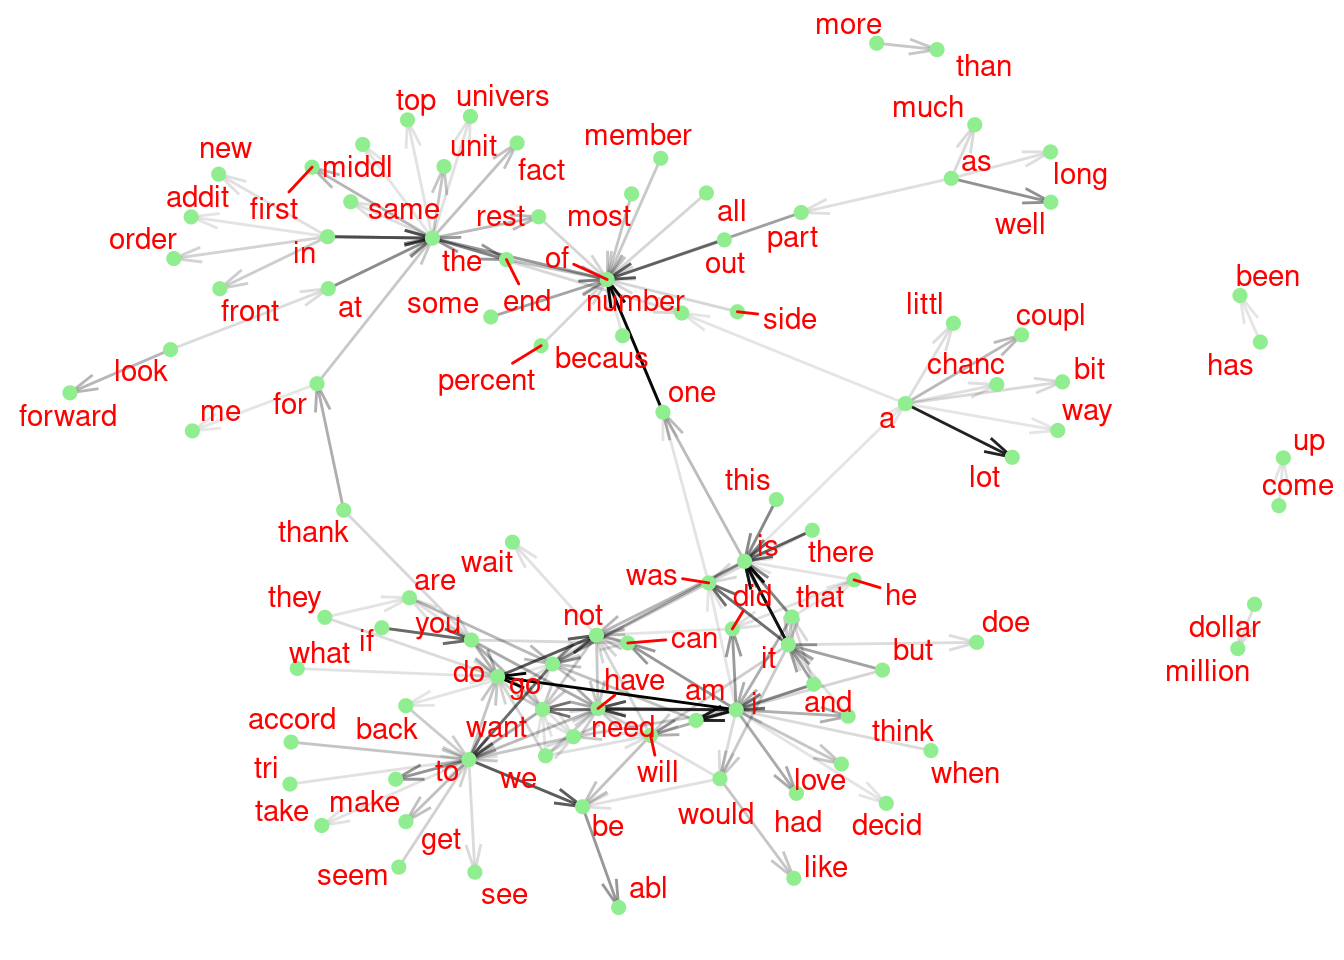 more
than
top
univers
much
member
new
middl
unit
fact
as
long
addit
first
same
rest
most
all
part
well
order
in
the
of
out
front
at
some
end
number
side
been
littl
coupl
look
percent
becaus
chanc
bit
has
forward
me
for
one
a
way
up
lot
this
come
thank
wait
is
there
was
they
are
did
that
he
if
you
not
can
doe
dollar
what
do
go
have
it
but
million
am
i
and
accord
back
want
need
think
tri
to
we
will
love
when
take
make
be
would
had
decid
get
seem
see
abl
like